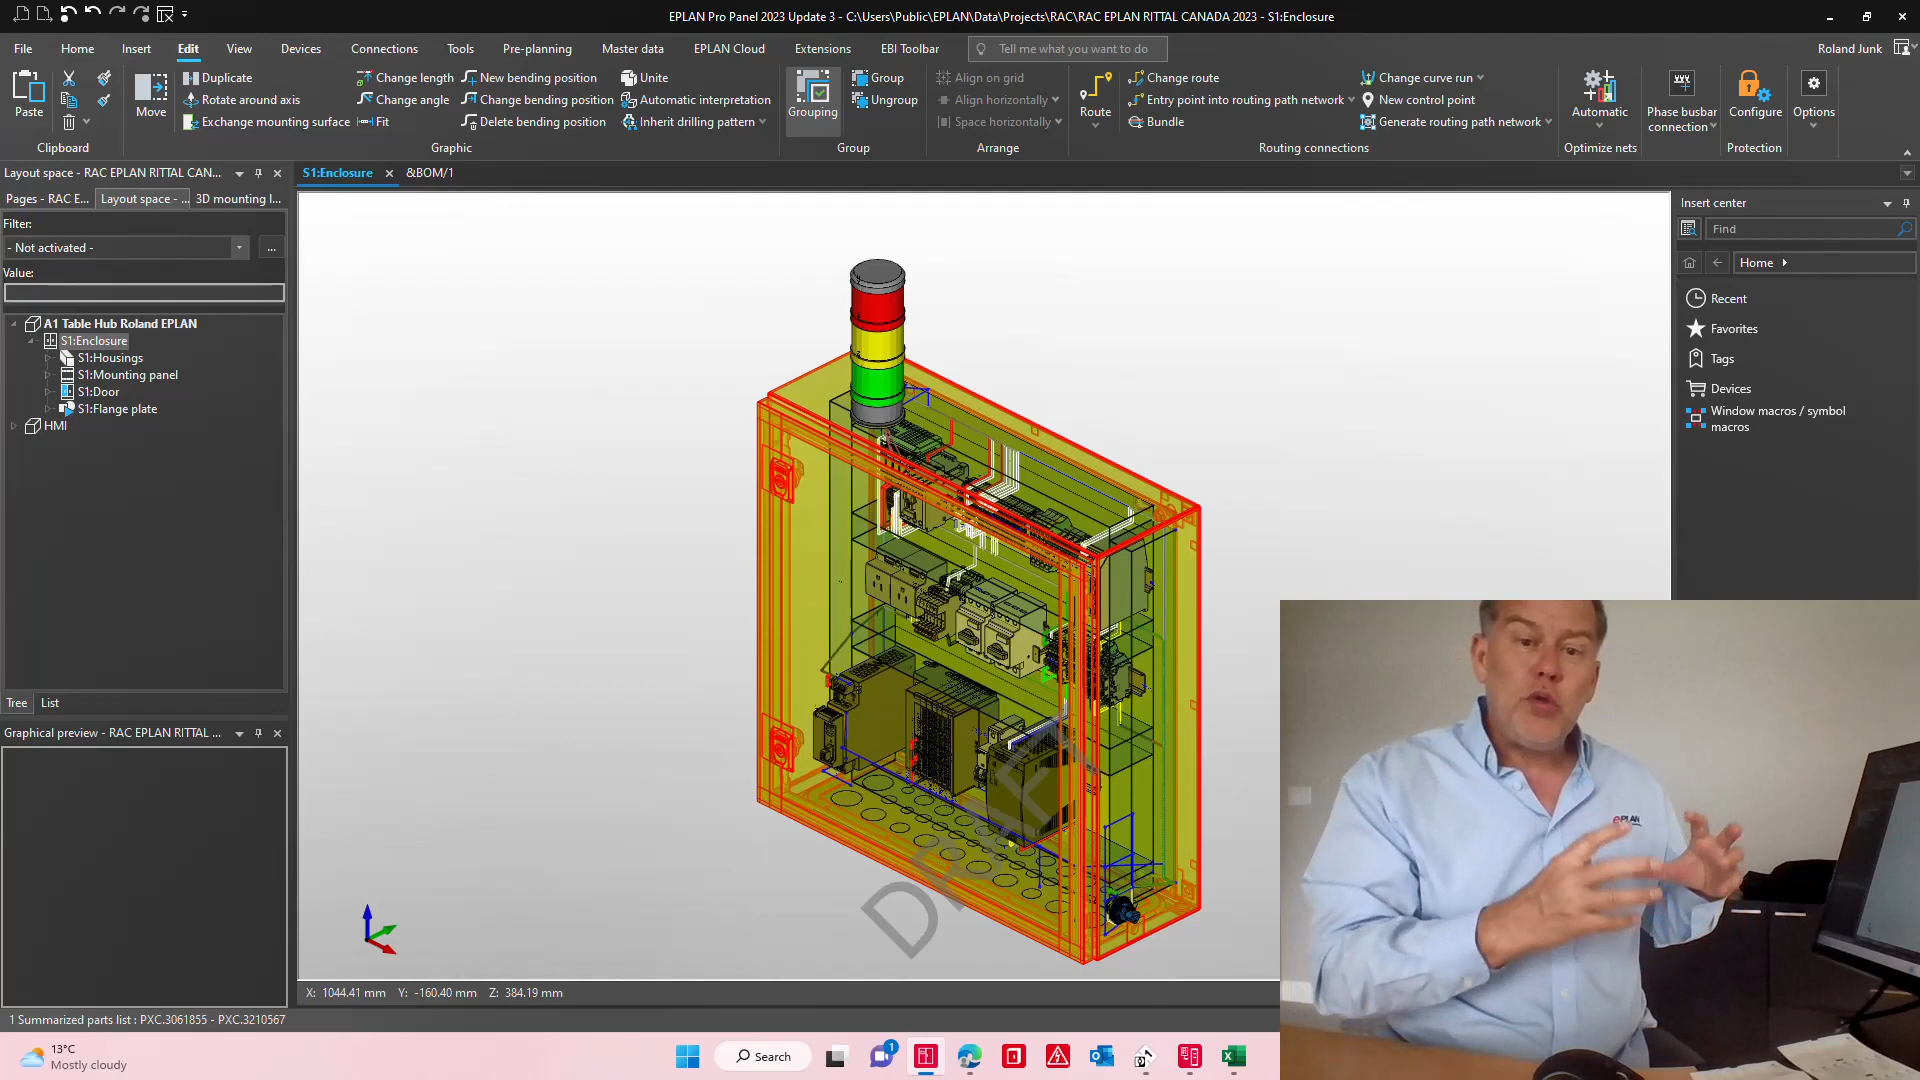 EPLAN Pro Panel 2023 Update 3 - C:\Users\Public\EPLAN\Data\Projects\RAC\RAC EPLAN RITTAL CANADA 2023 - S1:Enclosure
File Home Insert Edit View Devices Connections Tools Pre-planning Master data EPLAN Cloud Extensions EBI Toolbar Tell me what you want to do Roland Junk
Duplicate Change length New bending position Unite Group Align on grid Change route Change curve run
Rotate around axis Change angle Change bending position Automatic interpretation Ungroup Align horizontally Entry point into routing path network New control point
Paste Move Grouping Route Automatic Phase busbar connection Configure Options
Exchange mounting surface Fit Delete bending position Inherit drilling pattern Space horizontally Bundle Generate routing path network
Clipboard Graphic Group Arrange Routing connections Optimize nets Protection
Layout space - RAC EPLAN RITTAL CAN...
S1:Enclosure &BOM/1
Pages - RAC E... Layout space - ... 3D mounting l...
Filter:
- Not activated -
...
Value:
A1 Table Hub Roland EPLAN
S1:Enclosure
S1:Housings
S1:Mounting panel
S1:Door
S1:Flange plate
HMI
Tree List
Graphical preview - RAC EPLAN RITTAL ...
Insert center
Find
Home
Recent
Favorites
Tags
Devices
Window macros / symbol
macros
DRAFT
ePLAN
X: 1044.41 mm Y: -160.40 mm Z: 384.19 mm
1 Summarized parts list : PXC.3061855 - PXC.3210567
13°C
Mostly cloudy
Search
1